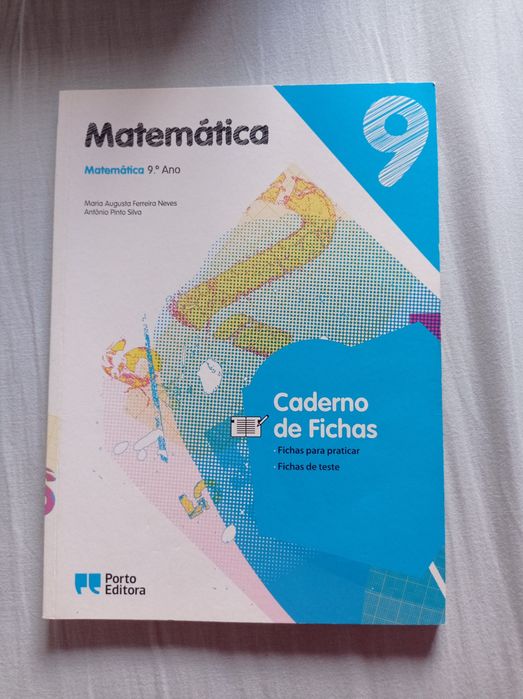 Matemática
9
Matemática 9.º Ano
Maria Augusta Ferreira Neves
António Pinto Silva
Caderno
de Fichas
• Fichas para praticar
• Fichas de teste
Porto
Editora